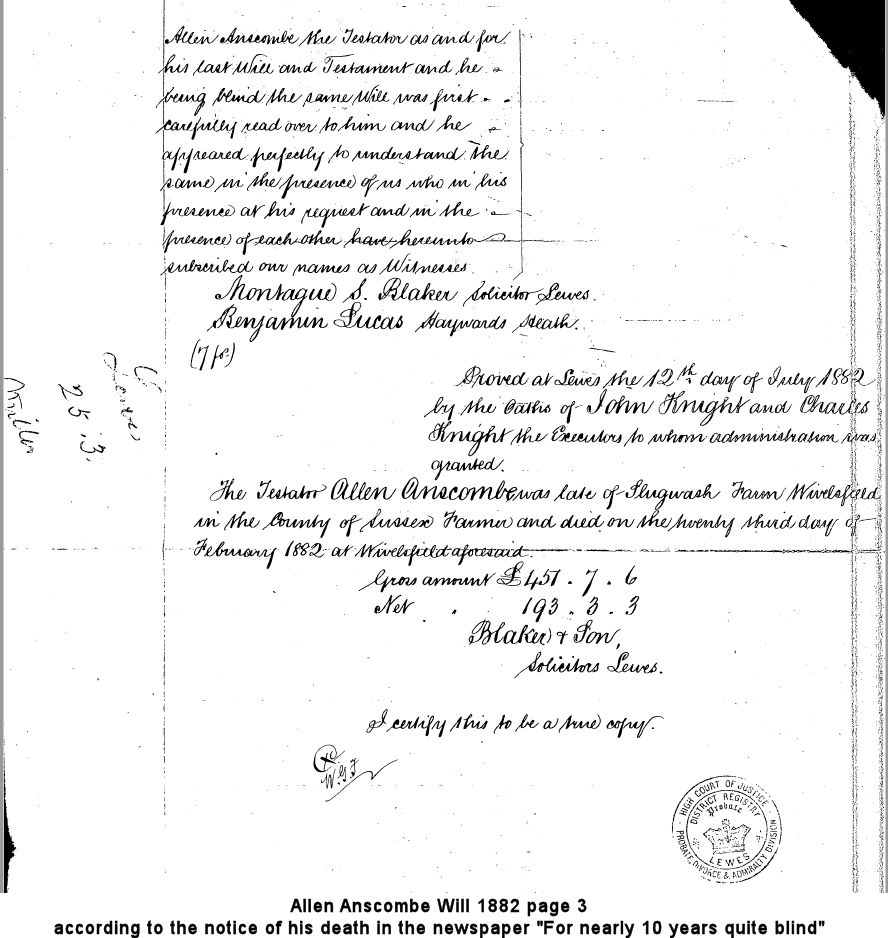 Allen Anscombe the Testator as and for
his last Will and Testament and he
being blind the same Will was first
carefully read over to him and he
appeared perfectly to understand the
same in the presence of us who in his
presence at his request and in the
presence of each other have hereunto
subscribed our names as Witnesses
Montague S. Blaker Solicitor Lewes.
Benjamin Lucas Haywards Heath.
Proved at Lewes the 12th day of July 1882
by the Oaths of John Knight and Charles
Knight the Executors to whom administration was
granted.
The Testator Allen Anscombe was late of Slugwash Farm Wivelsfield
in the County of Sussex Farmer and died on the twenty third day of
February 1882 at Wivelsfield aforesaid
Gross amount £451 . 7 . 6
Net . 193 . 3 . 3
Blaker & Son,
Solicitors Lewes.
I certify this to be a true copy.
W.G.F
25.3.
Miller
HIGH COURT OF JUSTICE
PROBATE, DIVORCE & ADMIRALTY DIVISION
DISTRICT REGISTRY
Probate
LEWES
Allen Anscombe Will 1882 page 3
according to the notice of his death in the newspaper "For nearly 10 years quite blind"